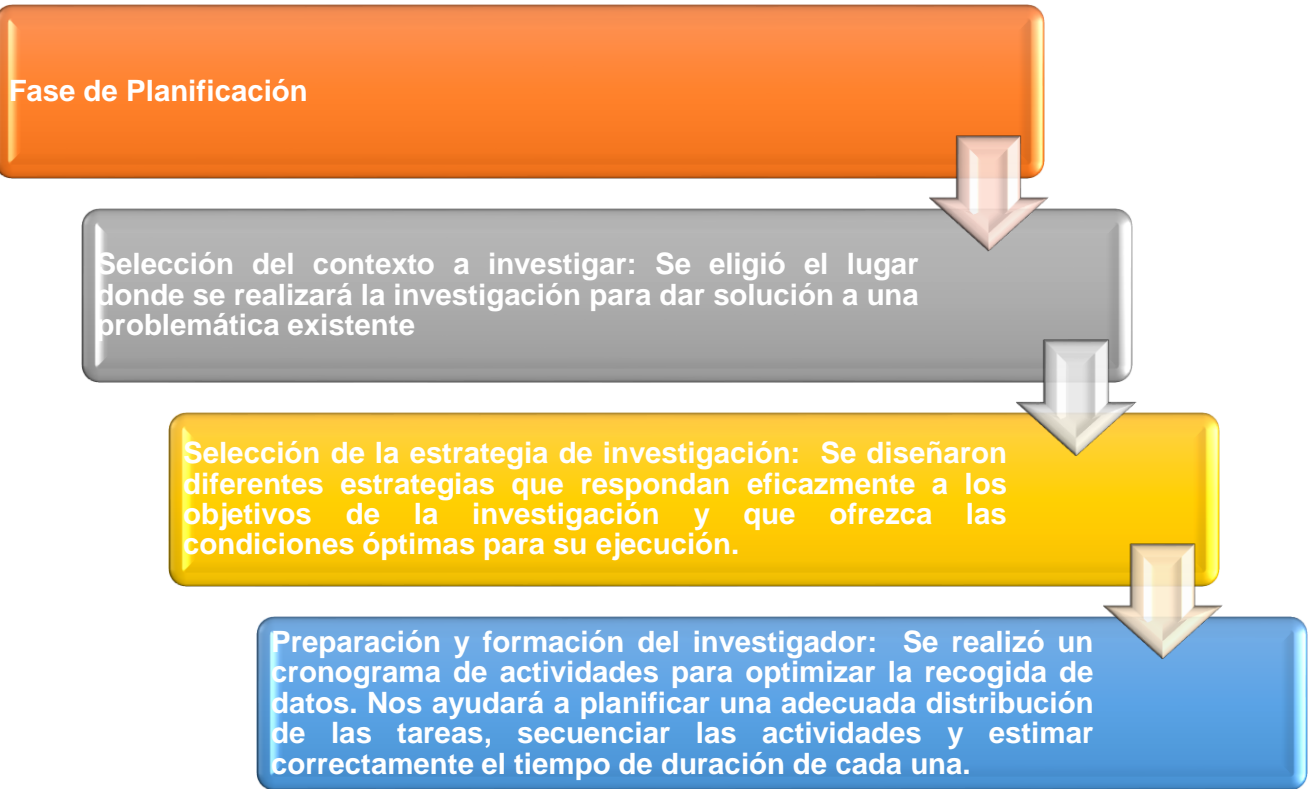 Fase de Planificación
Selección del contexto a investigar: Se eligió el lugar
donde se realizará la investigación para dar solución a una
problemática existente
Selección de la estrategia de investigación: Se diseñaron
diferentes estrategias que respondan eficazmente a los
objetivos de la investigación y que ofrezca las
condiciones óptimas para su ejecución.
Preparación y formación del investigador: Se realizó un
cronograma de actividades para optimizar la recogida de
datos. Nos ayudará a planificar una adecuada distribución
de las tareas, secuenciar las actividades y estimar
correctamente el tiempo de duración de cada una.